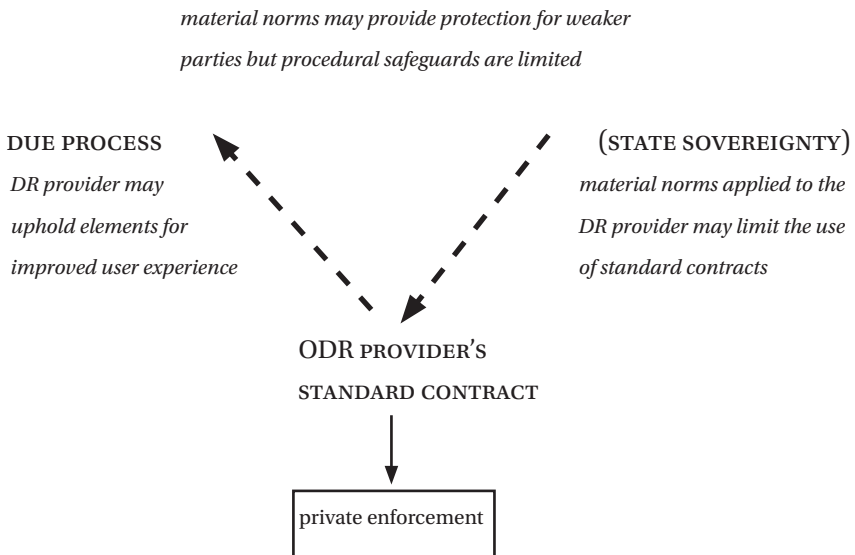 material norms may provide protection for weaker
parties but procedural safeguards are limited
DUE PROCESS
DR provider may
uphold elements for
improved user experience
(STATE SOVEREIGNTY)
material norms applied to the
DR provider may limit the use
of standard contracts
ODR PROVIDER’S
STANDARD CONTRACT
private enforcement